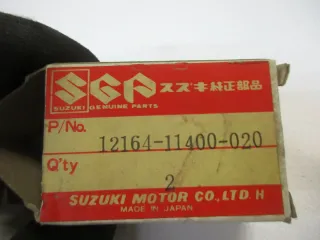 SGP スズキ純正部品
SUZUKI GENUINE PARTS
P/No. 12164-11400-020
Q'ty 2
SUZUKI MOTOR CO., LTD H
MADE IN JAPAN